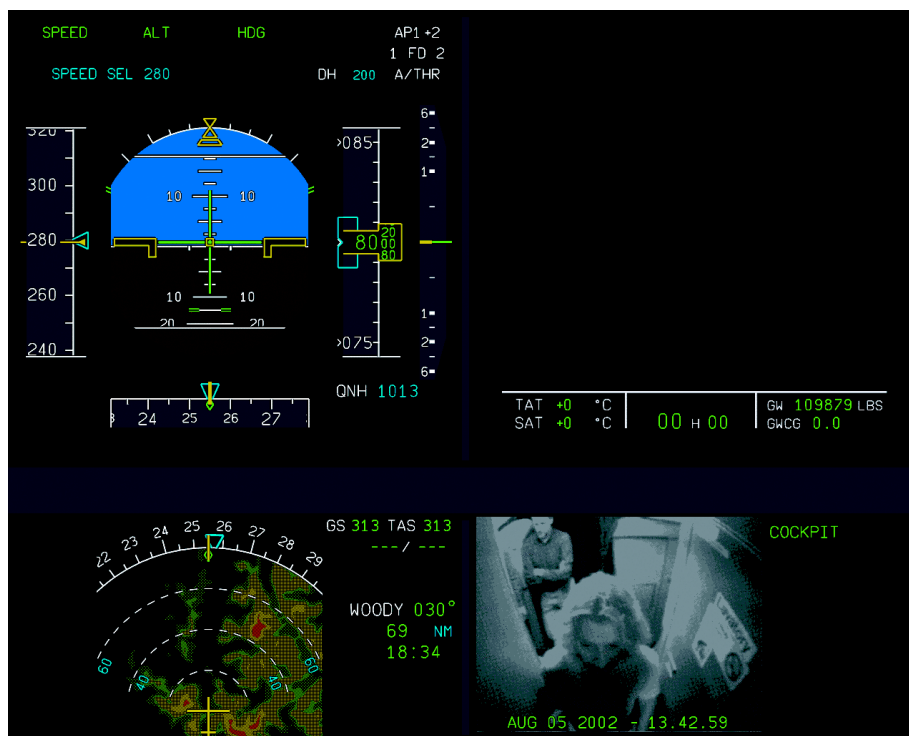 SPEED ALT HDG AP1+2
1 FD 2
SPEED SEL 280 DH 200 A/THR
320
300
280
260
240
10 10
10 10
20 20
085
80 20
00
80
075
6
2
1
1
2
6
QNH 1013
24 25 26 27
TAT +0 °C
SAT +0 °C
00 H 00
GW 109879 LBS
GWCG 0.0
GS 313 TAS 313
---/ ---
22 23 24 25 26 27 28 29
WOODY 030°
69 NM
18:34
60 40 40 60
COCKPIT
AUG 05 2002 - 13.42.59